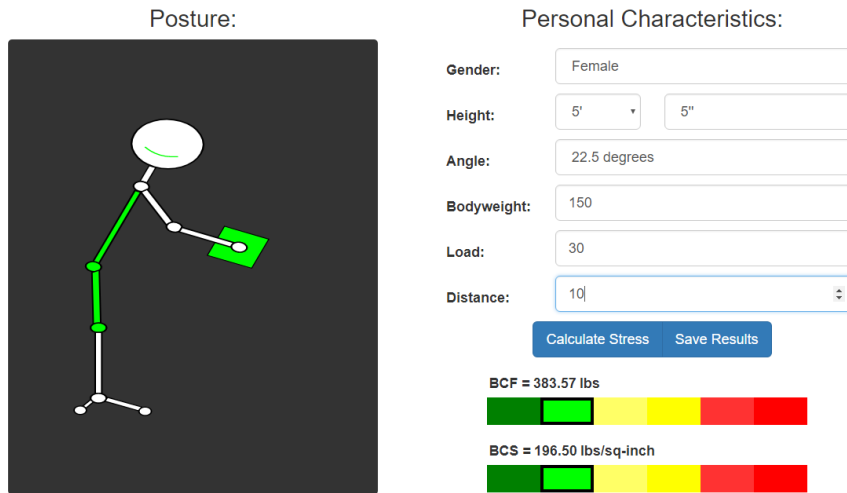 Posture:
Personal Characteristics:
Gender: Female
Height: 5' 5"
Angle: 22.5 degrees
Bodyweight: 150
Load: 30
Distance: 10
Calculate Stress Save Results
BCF = 383.57 lbs
BCS = 196.50 lbs/sq-inch